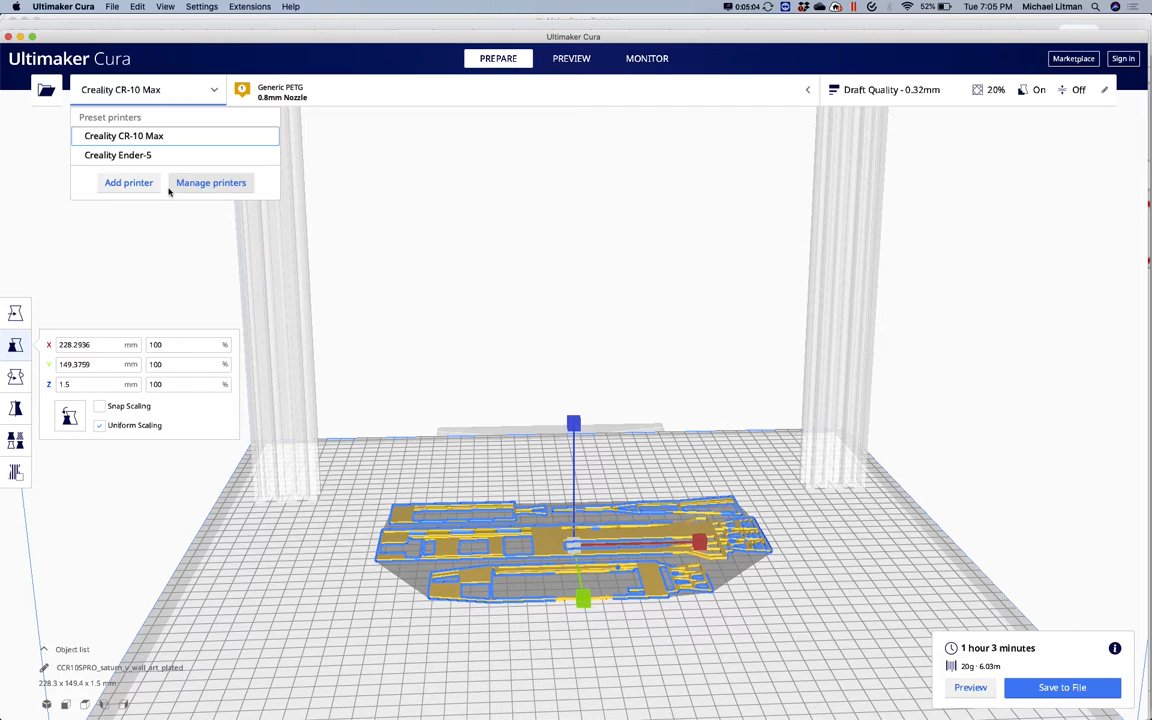 Ultimaker Cura File Edit View Settings Extensions Help 5:05:04 52% Tue 7:05 PM Michael Litman
Ultimaker Cura
Ultimaker Cura PREPARE PREVIEW MONITOR Marketplace Sign in
Creality CR-10 Max
Generic PETG
0.8mm Nozzle
Draft Quality - 0.32mm 20% On Off
Preset printers
Creality CR-10 Max
Creality Ender-5
Add printer Manage printers
X 228.2936 mm 100 %
Y 149.3759 mm 100 %
Z 1.5 mm 100 %
Snap Scaling
Uniform Scaling
Object list
CCR10SPRO_saturn_v_wall_art_plated
228.3 x 149.4 x 1.5 mm
1 hour 3 minutes
20g · 6.03m
Preview Save to File